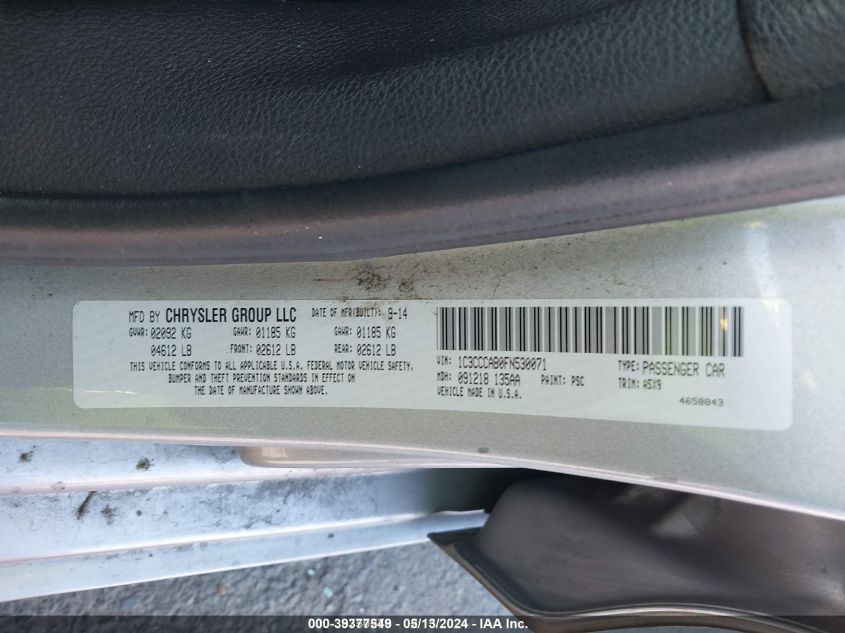 MFD BY CHRYSLER GROUP LLC DATE OF MFR(BUILT): 9-14
GVWR: 02092 KG GAWR: 01185 KG GAWR: 01185 KG
04612 LB FRONT: 02612 LB REAR: 02612 LB
THIS VEHICLE CONFORMS TO ALL APPLICABLE U.S.A. FEDERAL MOTOR VEHICLE SAFETY.
BUMPER AND THEFT PREVENTION STANDARDS IN EFFECT ON
THE DATE OF MANUFACTURE SHOWN ABOVE.
VIN: 1C3CCCAB0FN530071 TYPE: PASSENGER CAR
MDH: 091218 135AA PAINT: PSC TRIM: A5X9
VEHICLE MADE IN U.S.A. 4658843
000-39377549 - 05/13/2024 - IAA Inc.